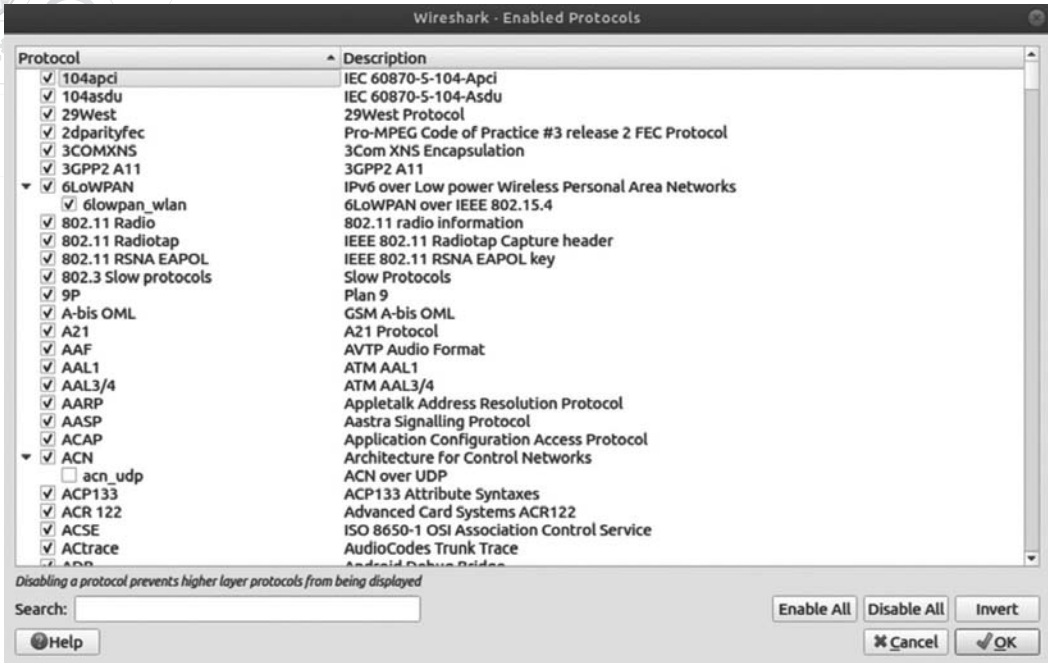 Wireshark · Enabled Protocols
Protocol Description
104apci IEC 60870-5-104-Apci
104asdu IEC 60870-5-104-Asdu
29West 29West Protocol
2dparityfec Pro-MPEG Code of Practice #3 release 2 FEC Protocol
3COMXNS 3Com XNS Encapsulation
3GPP2 A11 3GPP2 A11
6LoWPAN IPv6 over Low power Wireless Personal Area Networks
6lowpan_wlan 6LoWPAN over IEEE 802.15.4
802.11 Radio 802.11 radio information
802.11 Radiotap IEEE 802.11 Radiotap Capture header
802.11 RSNA EAPOL IEEE 802.11 RSNA EAPOL key
802.3 Slow protocols Slow Protocols
9P Plan 9
A-bis OML GSM A-bis OML
A21 A21 Protocol
AAF AVTP Audio Format
AAL1 ATM AAL1
AAL3/4 ATM AAL3/4
AARP Appletalk Address Resolution Protocol
AASP Aastra Signalling Protocol
ACAP Application Configuration Access Protocol
ACN Architecture for Control Networks
acn_udp ACN over UDP
ACP133 ACP133 Attribute Syntaxes
ACR 122 Advanced Card Systems ACR122
ACSE ISO 8650-1 OSI Association Control Service
ACtrace AudioCodes Trunk Trace
ADB Android Debug Bridge
Disabling a protocol prevents higher layer protocols from being displayed
Search: Enable All Disable All Invert
Help Cancel OK